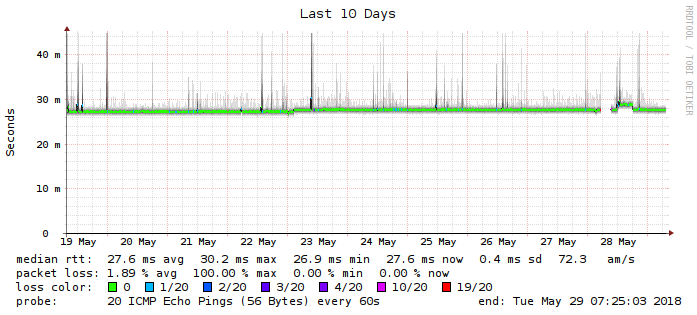 Last 10 Days
RRDTOOL / TOBI OETIKER
Seconds
40 m
30 m
20 m
10 m
0
19 May 20 May 21 May 22 May 23 May 24 May 25 May 26 May 27 May 28 May
median rtt: 27.6 ms avg 30.2 ms max 26.9 ms min 27.6 ms now 0.4 ms sd 72.3 am/s
packet loss: 1.89 % avg 100.00 % max 0.00 % min 0.00 % now
loss color: 0 1/20 2/20 3/20 4/20 10/20 19/20
probe: 20 ICMP Echo Pings (56 Bytes) every 60s end: Tue May 29 07:25:03 2018